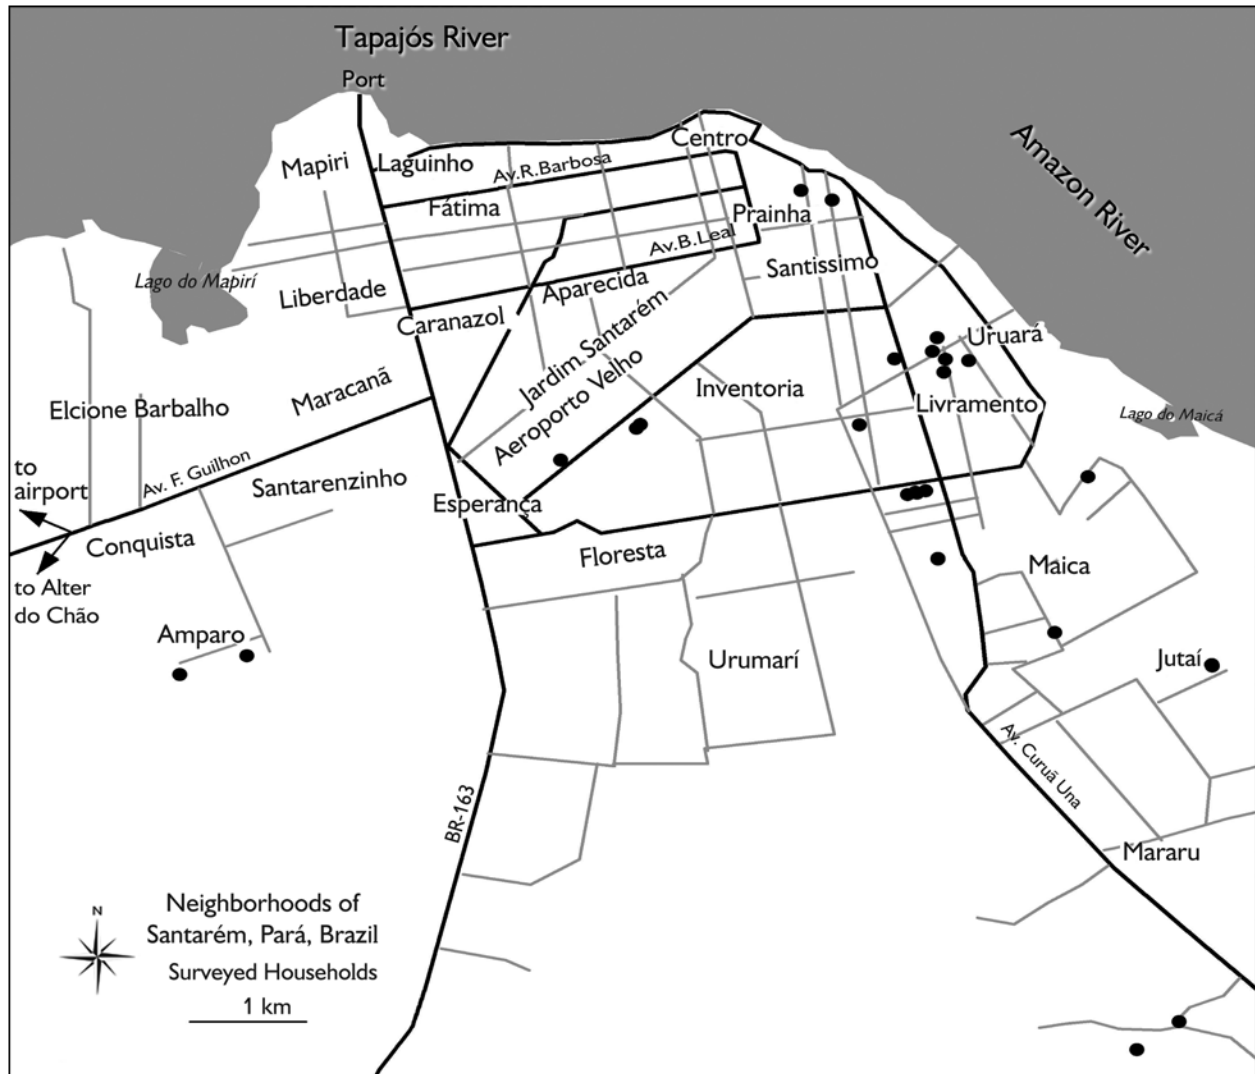 Tapajós River
Port
Amazon River
Centro
Mapiri
Laguinho
Av.R.Barbosa
Fátima
Prainha
Av.B.Leal
Santissimo
Lago do Mapirí
Liberdade
Aparecida
Caranazol
Jardim Santarém
Uruará
Aeroporto Velho
Inventoria
Maracanã
Elcione Barbalho
Livramento
Lago do Maicá
to
airport
Av. F. Guilhon
Santarenzinho
Esperança
Conquista
Floresta
Maica
to Alter
do Chão
Amparo
Urumarí
Jutaí
Av. Curuã Una
BR-163
Mararu
N
Neighborhoods of
Santarém, Pará, Brazil
Surveyed Households
1 km